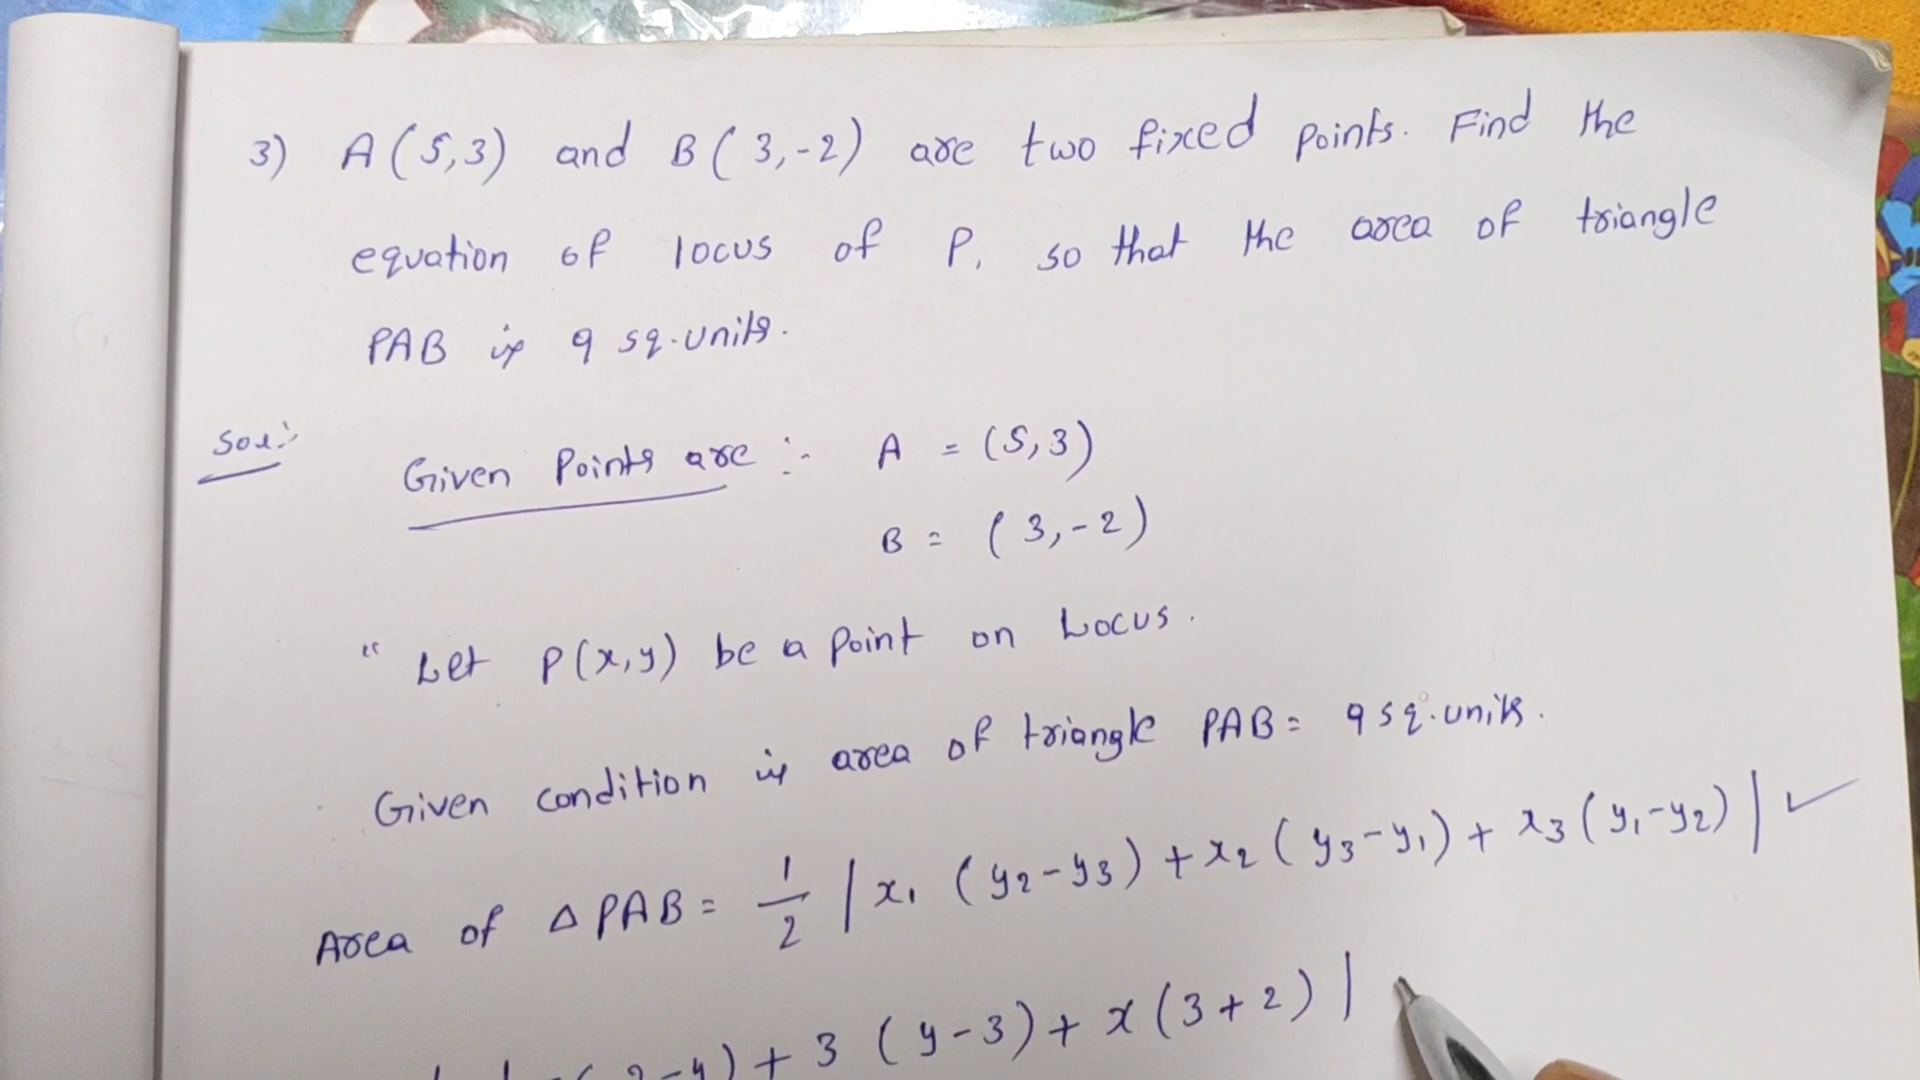 3) A(5,3) and B(3,-2) are two fixed points. Find the
equation of locus of P, so that the area of triangle
PAB is 9 sq.units.
Sol:-
Given Points are :- A = (5,3)
B = (3,-2)
" Let P(x,y) be a point on Locus.
Given condition is area of triangle PAB = 9 sq.units.
Area of △PAB = 1/2 |x₁(y₂-y₃)+x₂(y₃-y₁)+x₃(y₁-y₂)| ✓
-y)+3(y-3)+x(3+2)|